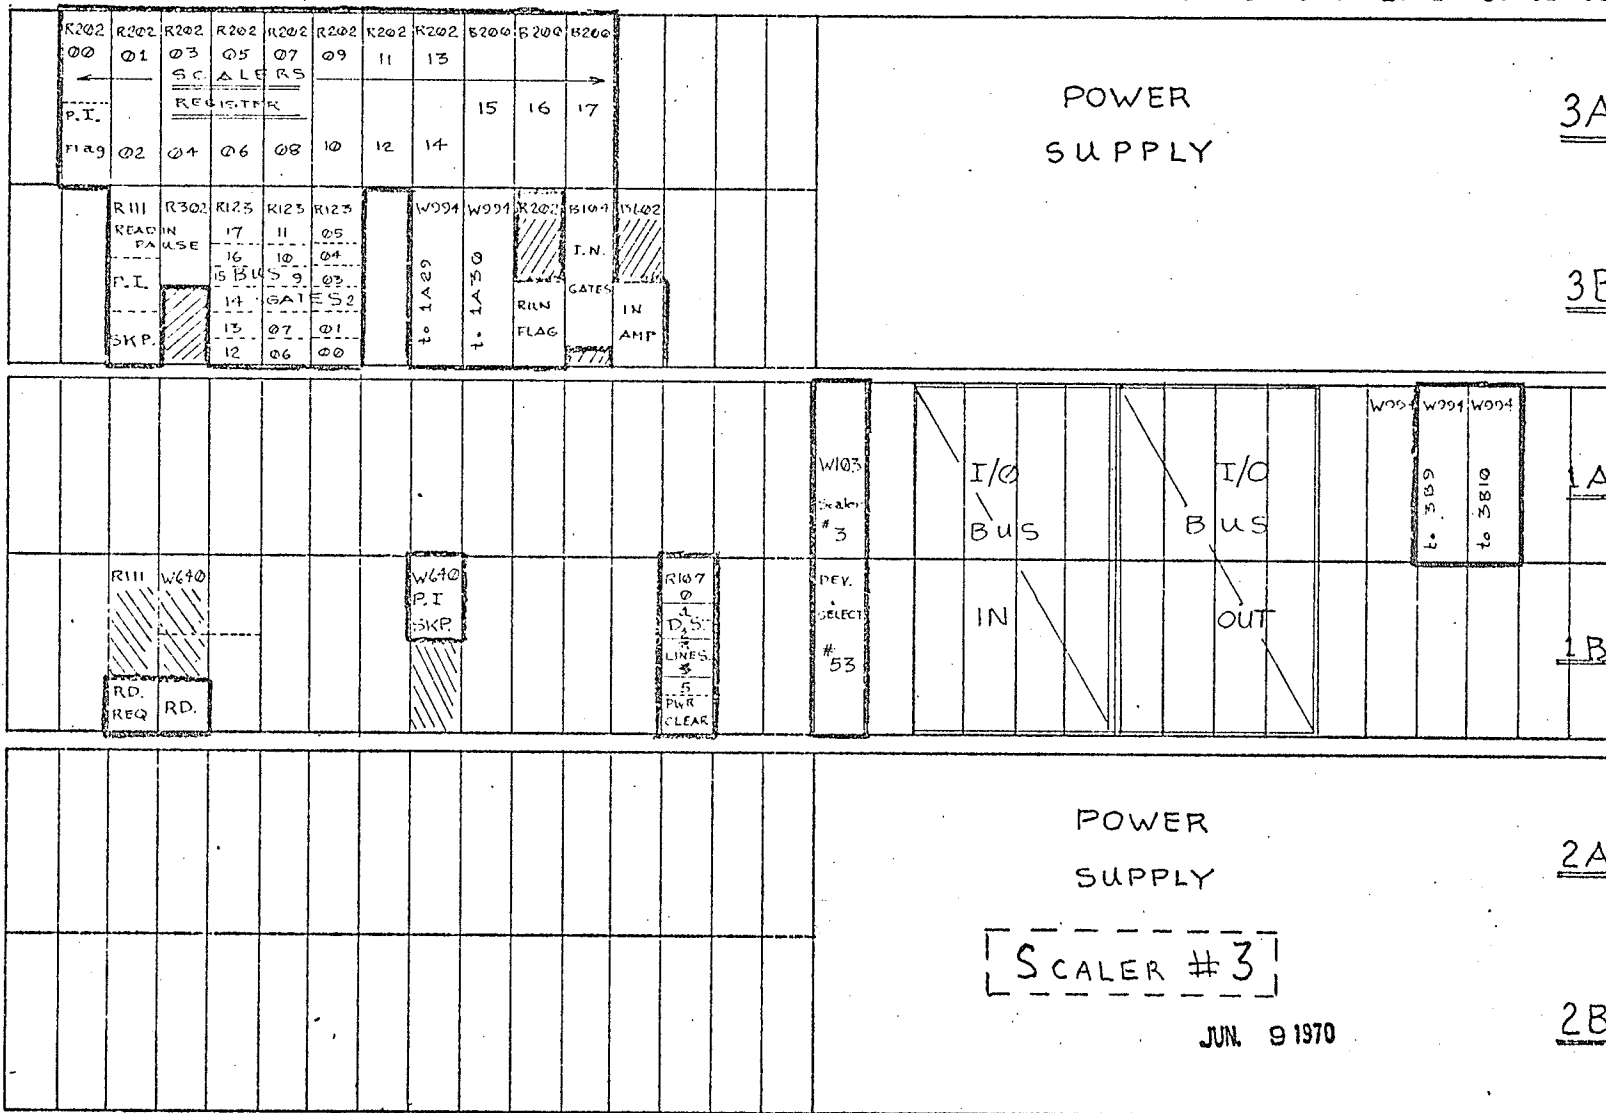 R202 R202 R202 R202 R202 R202 R202 R202 B200 B200 B200
00 01 03 05 07 09 11 13
SCALERS
REGISTER
15 16 17
P.I.
Flag 02 04 06 08 10 12 14
POWER
SUPPLY
3A
R111 R302 R123 R123 R123 W994 W994 R202 B104 B602
READ IN
PAUSE
17 11 05
16 10 04
15 BUS 9 03
14 GATES 2
13 07 01
12 06 00
P.I.
SKP.
to 1A29
to 1A30
RUN
FLAG
I.N.
GATES
IN
AMP
3B
W103
Scaler
#3
I/O
BUS
I/O
BUS
W994 W994 W994
to 3B9
to 3B10
1A
R111 W640
RD.
REQ
RD.
W640
P.I
SKP.
R107
0
1
D.S.
LINES
5
PWR
CLEAR
DEV.
SELECT
#53
IN
OUT
1B
POWER
SUPPLY
2A
SCALER #3
JUN. 9 1970
2B